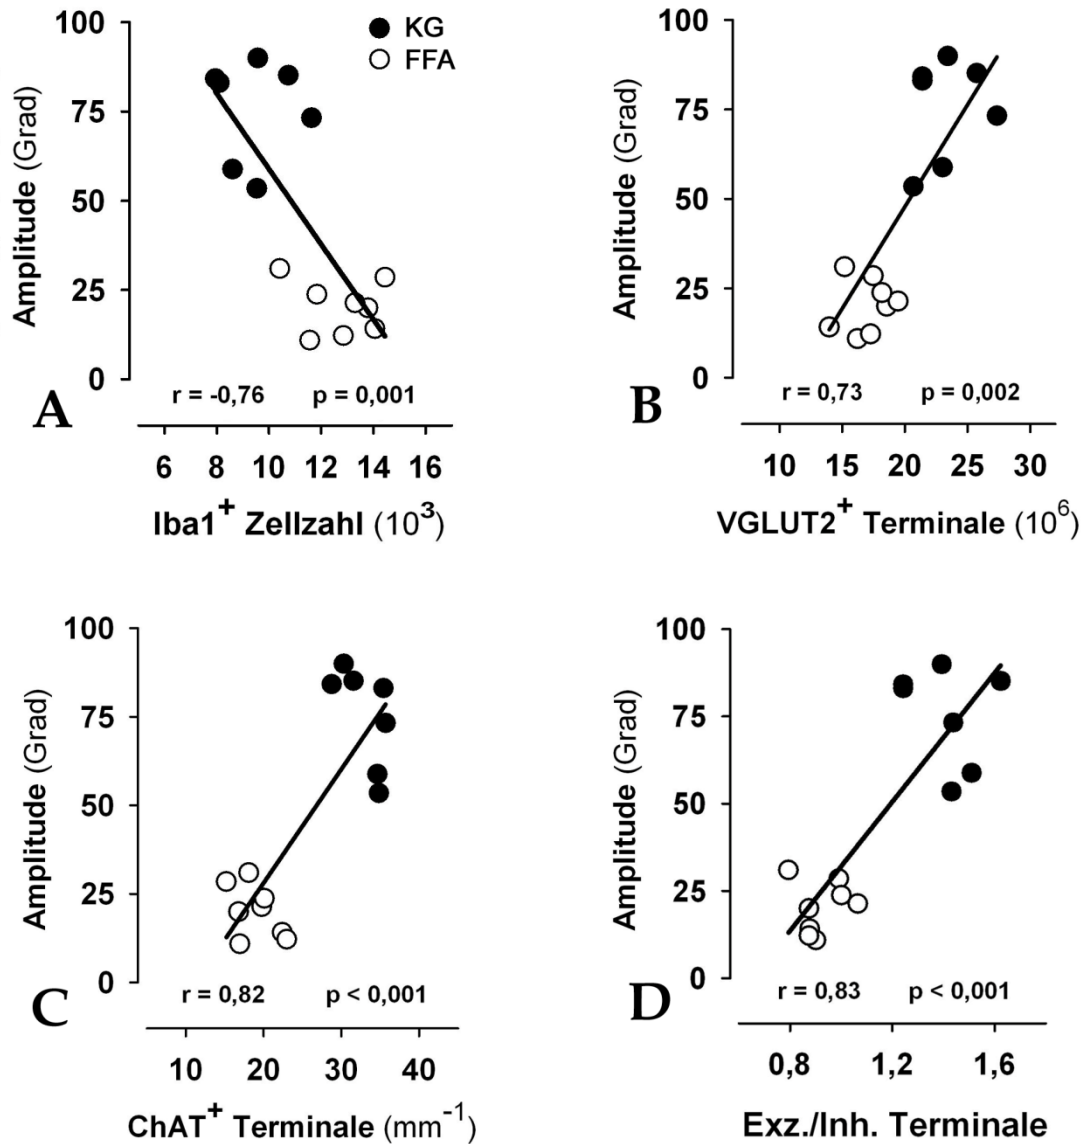 100
75
50
25
0
Amplitude (Grad)
KG
FFA
r = -0,76 p = 0,001
A
6 8 10 12 14 16
Iba1⁺ Zellzahl (10³)
100
75
50
25
0
Amplitude (Grad)
r = 0,73 p = 0,002
B
10 15 20 25 30
VGLUT2⁺ Terminale (10⁶)
100
75
50
25
0
Amplitude (Grad)
r = 0,82 p < 0,001
C
10 20 30 40
ChAT⁺ Terminale (mm⁻¹)
100
75
50
25
0
Amplitude (Grad)
r = 0,83 p < 0,001
D
0,8 1,2 1,6
Exz./Inh. Terminale